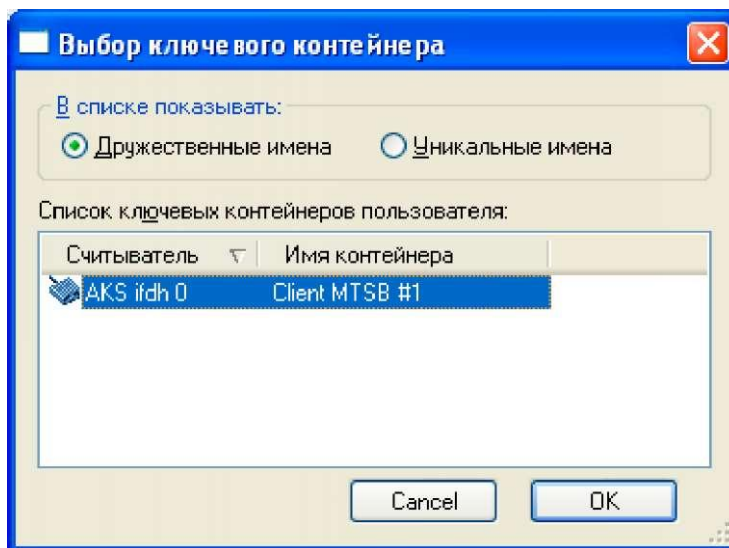 Выбор ключевого контейнера
В списке показывать:
Дружественные имена Уникальные имена
Список ключевых контейнеров пользователя:
Считыватель Имя контейнера
AKS ifdh 0 Client MTSB #1
Cancel OK